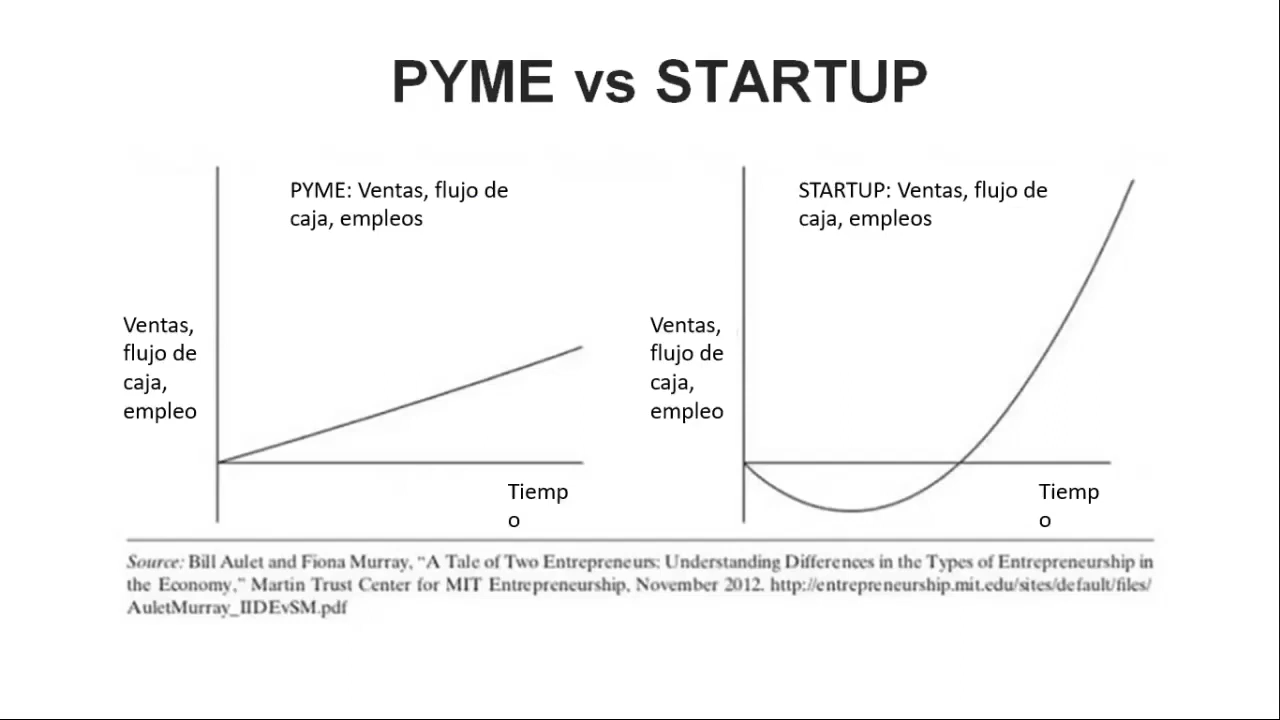 PYME vs STARTUP
PYME: Ventas, flujo de
caja, empleos
Ventas,
flujo de
caja,
empleo
Tiemp
o
STARTUP: Ventas, flujo de
caja, empleos
Ventas,
flujo de
caja,
empleo
Tiemp
o
Source: Bill Aulet and Fiona Murray, “A Tale of Two Entrepreneurs: Understanding Differences in the Types of Entrepreneurship in
the Economy,” Martin Trust Center for MIT Entrepreneurship, November 2012. http://entrepreneurship.mit.edu/sites/default/files/
AuletMurray_IIDEvSM.pdf